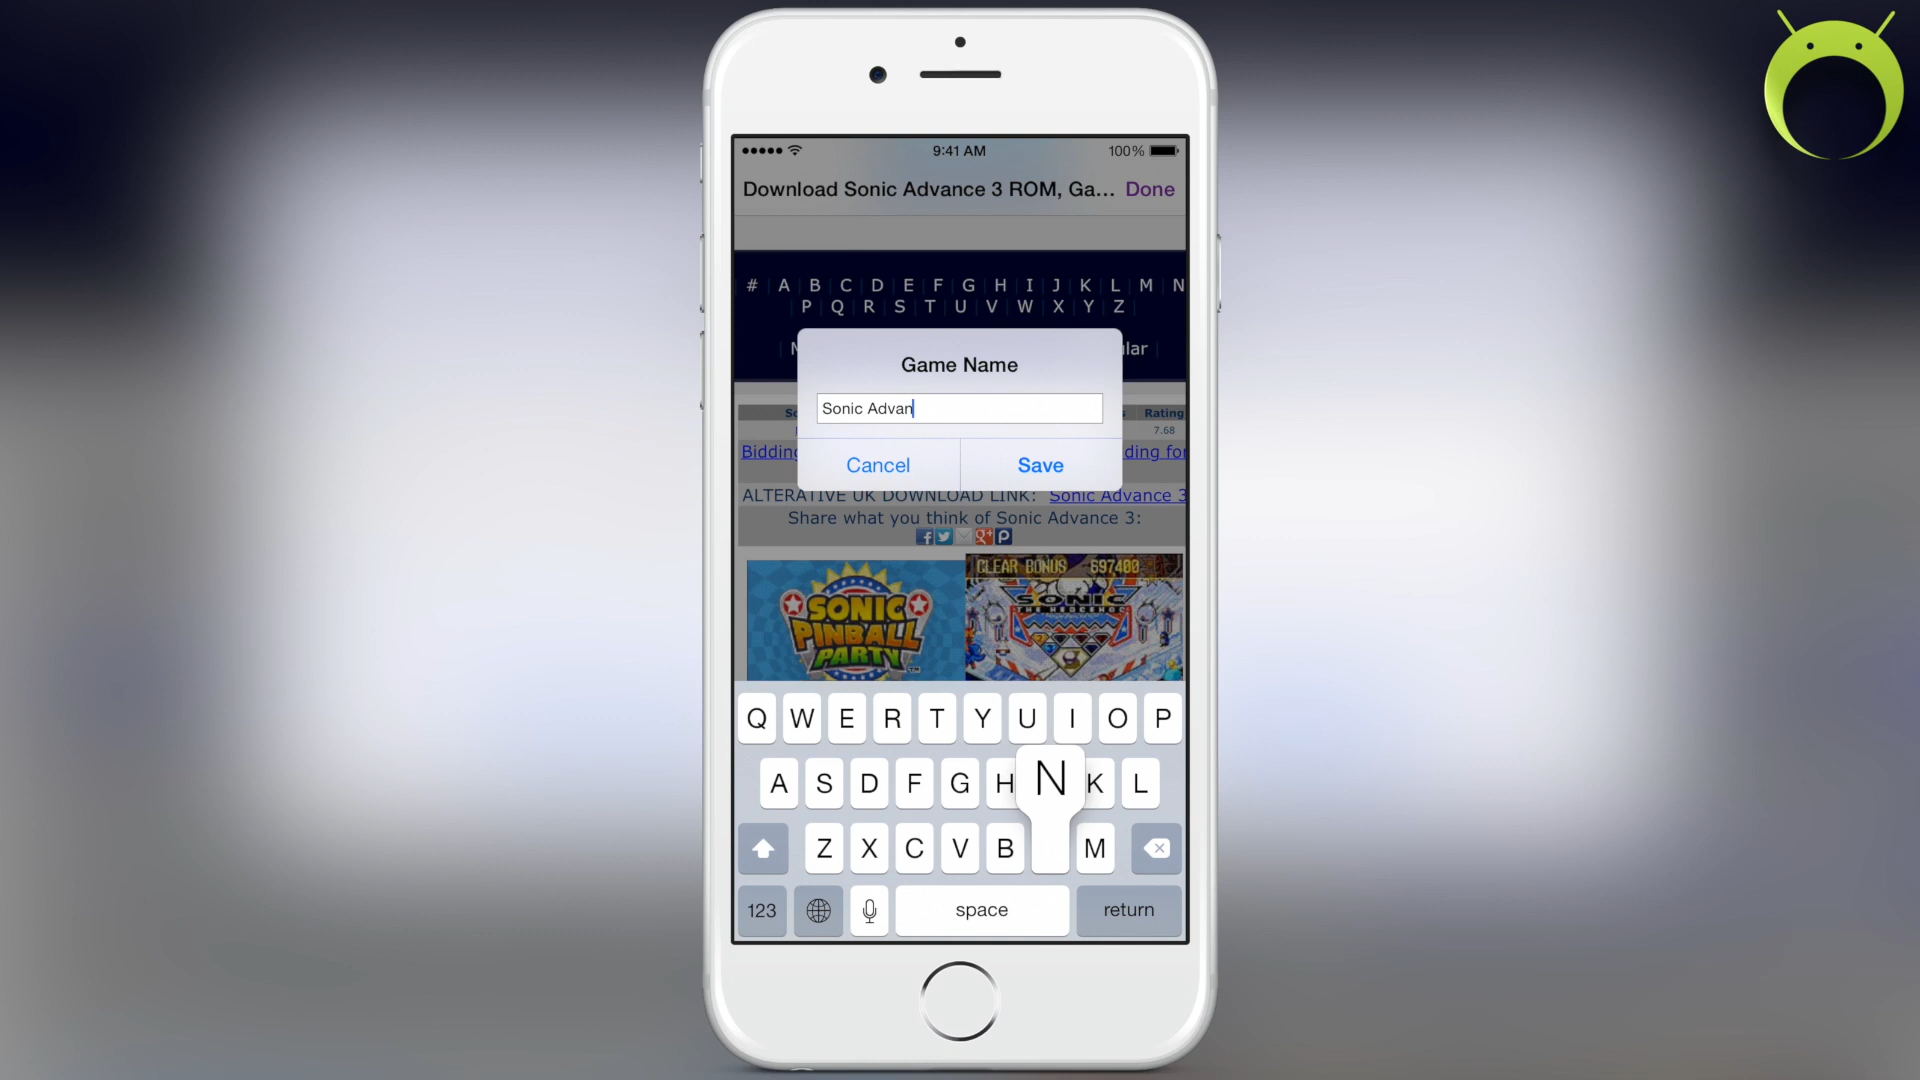 9:41 AM
100%
Download Sonic Advance 3 ROM, Ga... Done
# A B C D E F G H I J K L M N
P Q R S T U V W X Y Z
lar
Game Name
Sonic Advan
Rating
7.68
Bidding
ding for
Cancel Save
ALTERATIVE UK DOWNLOAD LINK: Sonic Advance 3
Share what you think of Sonic Advance 3:
CLEAR BONUS 697400
SONIC PINBALL PARTY
SONIC
THE HEDGEHOG
Q W E R T Y U I O P
A S D F G H N K L
Z X C V B M
123 space return